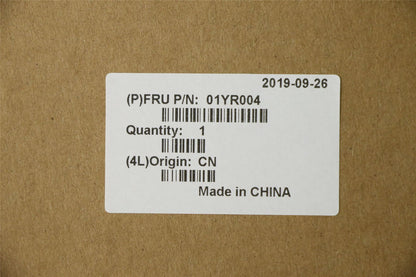 2019-09-26
(P)FRU P/N: 01YR004
Quantity: 1
(4L)Origin: CN
Made in CHINA